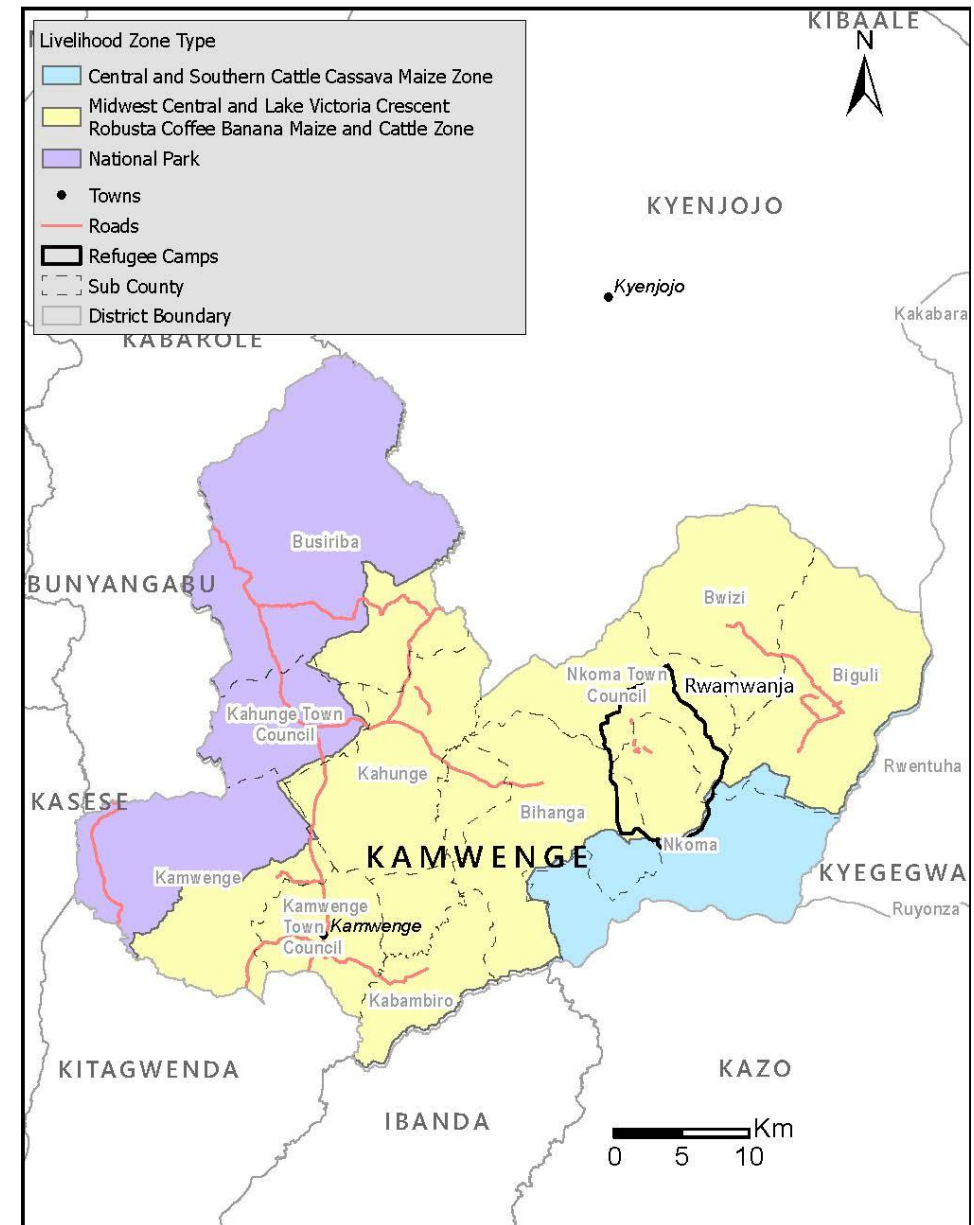 KIBAALE
N
Livelihood Zone Type
Central and Southern Cattle Cassava Maize Zone
Midwest Central and Lake Victoria Crescent
Robusta Coffee Banana Maize and Cattle Zone
National Park
Towns
Roads
Refugee Camps
Sub County
District Boundary
KYENJOJO
Kyenjojo
Kakabara
KABAROLE
Busiriba
BUNYANGABU
Bwizi
Nkoma Town
Council
Rwamwanja
Biguli
Kahunge Town
Council
Kahunge
Rwentuha
KASESE
Bihanga
Nkoma
KAMWENGE
Kamwenge
KYEGEGWA
Ruyonza
Kamwenge
Town
Council
Kamwenge
Kabambiro
KITAGWENDA
KAZO
IBANDA
Km
0 5 10